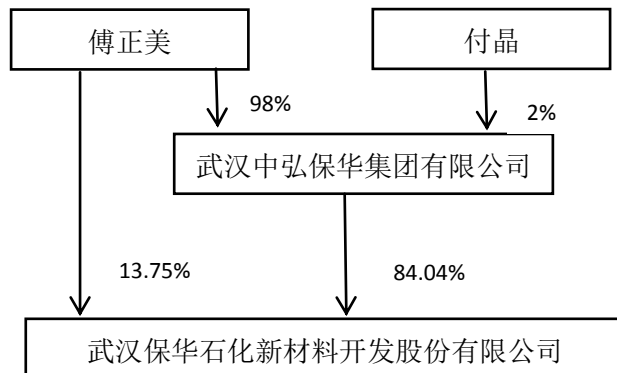 傅正美
付晶
98%
2%
武汉中弘保华集团有限公司
13.75%
84.04%
武汉保华石化新材料开发股份有限公司